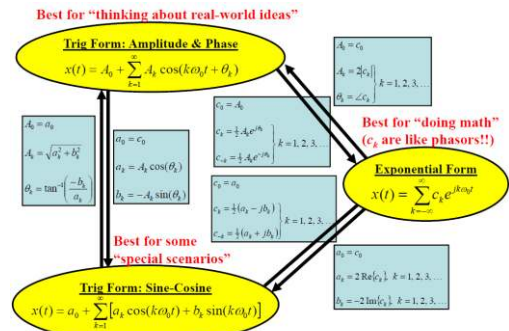 Best for “thinking about real-world ideas”
Trig Form: Amplitude & Phase
x(t) = A₀ + ∑_{k=1}^{∞} A_k cos(kω₀t + θ_k)
A₀ = c₀
A_k = 2|c_k|
θ_k = ∠c_k
} k = 1, 2, 3, …
c₀ = A₀
c_k = ½ A_k e^{jθ_k}
c_{-k} = ½ A_k e^{-jθ_k}
} k = 1, 2, 3, …
Best for “doing math”
(c_k are like phasors!!)
A₀ = a₀
A_k = √(a_k² + b_k²)
θ_k = tan⁻¹(−b_k / a_k)
a₀ = c₀
a_k = A_k cos(θ_k)
b_k = −A_k sin(θ_k)
Exponential Form
x(t) = ∑_{k=-∞}^{∞} c_k e^{jkω₀t}
c₀ = a₀
c_k = ½(a_k − jb_k)
c_{-k} = ½(a_k + jb_k)
} k = 1, 2, 3, …
Best for some
“special scenarios”
a₀ = c₀
a_k = 2 Re{c_k}, k = 1, 2, 3, …
b_k = −2 Im{c_k}, k = 1, 2, 3, …
Trig Form: Sine-Cosine
x(t) = a₀ + ∑_{k=1}^{∞} [a_k cos(kω₀t) + b_k sin(kω₀t)]